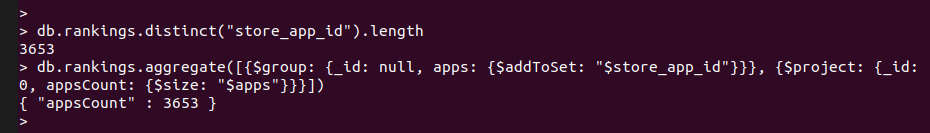 >
> db.rankings.distinct("store_app_id").length
3653
> db.rankings.aggregate([{$group: {_id: null, apps: {$addToSet: "$store_app_id"}}}, {$project: {_id:
0, appsCount: {$size: "$apps"}}}])
{ "appsCount" : 3653 }
>